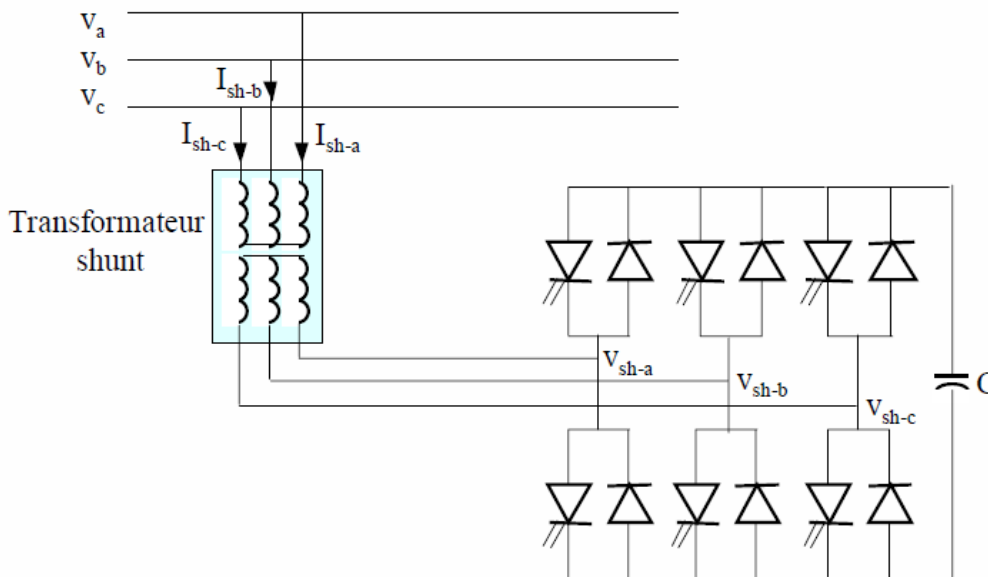 Va
Vb
Vc
Ish-b
Ish-c
Ish-a
Transformateur
shunt
Vsh-a
Vsh-b
Vsh-c
C